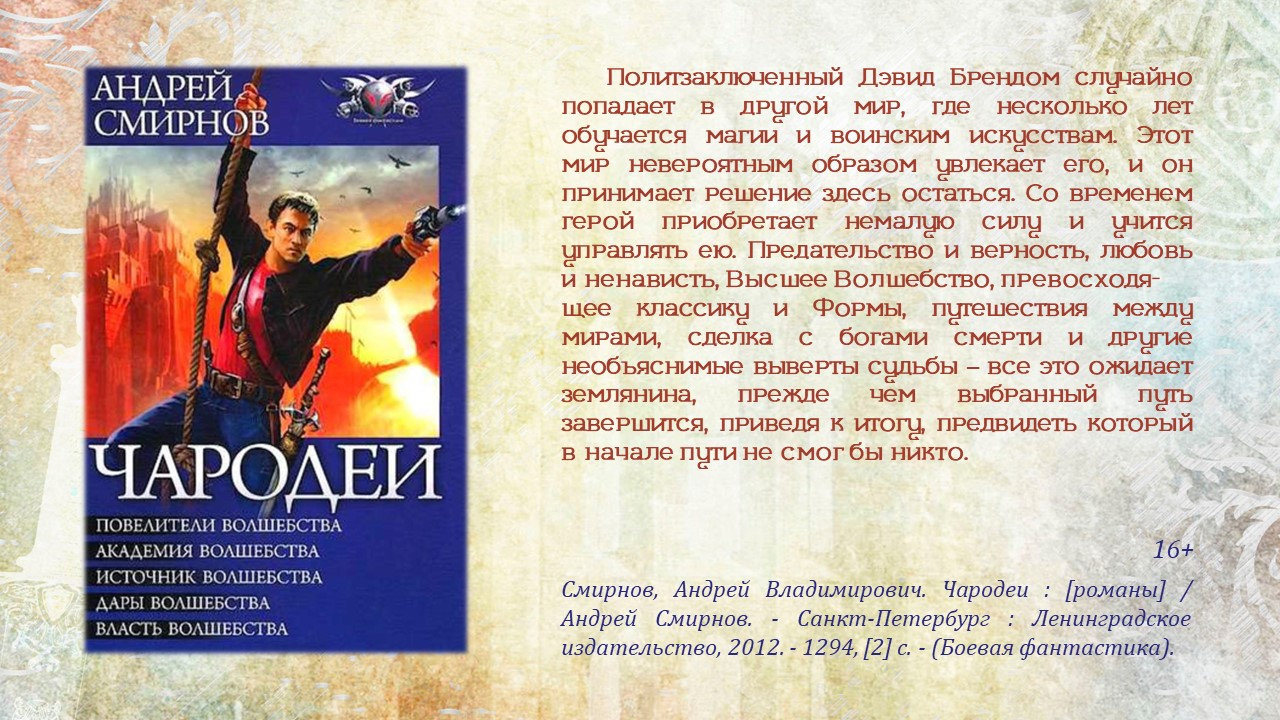 АНДРЕЙ
СМИРНОВ
Боевая фантастика
ЧАРОДЕИ
ПОВЕЛИТЕЛИ ВОЛШЕБСТВА
АКАДЕМИЯ ВОЛШЕБСТВА
ИСТОЧНИК ВОЛШЕБСТВА
ДАРЫ ВОЛШЕБСТВА
ВЛАСТЬ ВОЛШЕБСТВА
Политзаключенный Дэвид Брендом случайно
попадает в другой мир, где несколько лет
обучается магии и воинским искусствам. Этот
мир невероятным образом увлекает его, и он
принимает решение здесь остаться. Со временем
герой приобретает немалую силу и учится
управлять ею. Предательство и верность, любовь
и ненависть, Высшее Волшебство, превосходя-
щее классику и Формы, путешествия между
мирами, сделка с богами смерти и другие
необъяснимые выверты судьбы – все это ожидает
землянина, прежде чем выбранный путь
завершится, приведя к итогу, предвидеть который
в начале пути не смог бы никто.
16+
Смирнов, Андрей Владимирович. Чародеи : [романы] /
Андрей Смирнов. - Санкт-Петербург : Ленинградское
издательство, 2012. - 1294, [2] с. - (Боевая фантастика).